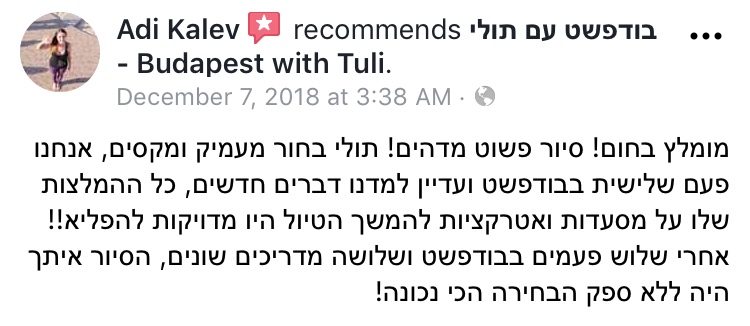 Adi Kalev recommends בודפשט עם תולי
- Budapest with Tuli.
December 7, 2018 at 3:38 AM ·
מומלץ בחום! סיור פשוט מדהים! תולי בחור מעמיק ומקסים, אנחנו
פעם שלישית בבודפשט ועדיין למדנו דברים חדשים, כל ההמלצות
שלו על מסעדות ואטרקציות להמשך הטיול היו מדויקות להפליא!!
אחרי שלוש פעמים בבודפשט ושלושה מדריכים שונים, הסיור איתך
היה ללא ספק הבחירה הכי נכונה!